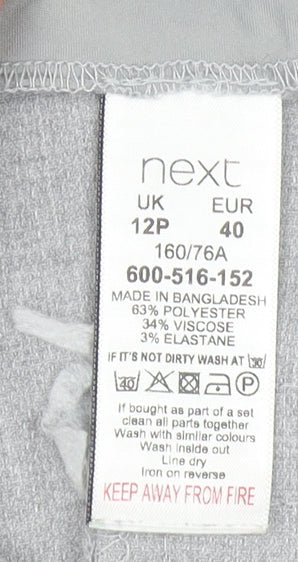 next
UK EUR
12P 40
160/76A
600-516-152
MADE IN BANGLADESH
63% POLYESTER
34% VISCOSE
3% ELASTANE
IF IT'S NOT DIRTY WASH AT 30
40 P
If bought as part of a set
clean all parts together
Wash with similar colours
Wash inside out
Line dry
Iron on reverse
KEEP AWAY FROM FIRE